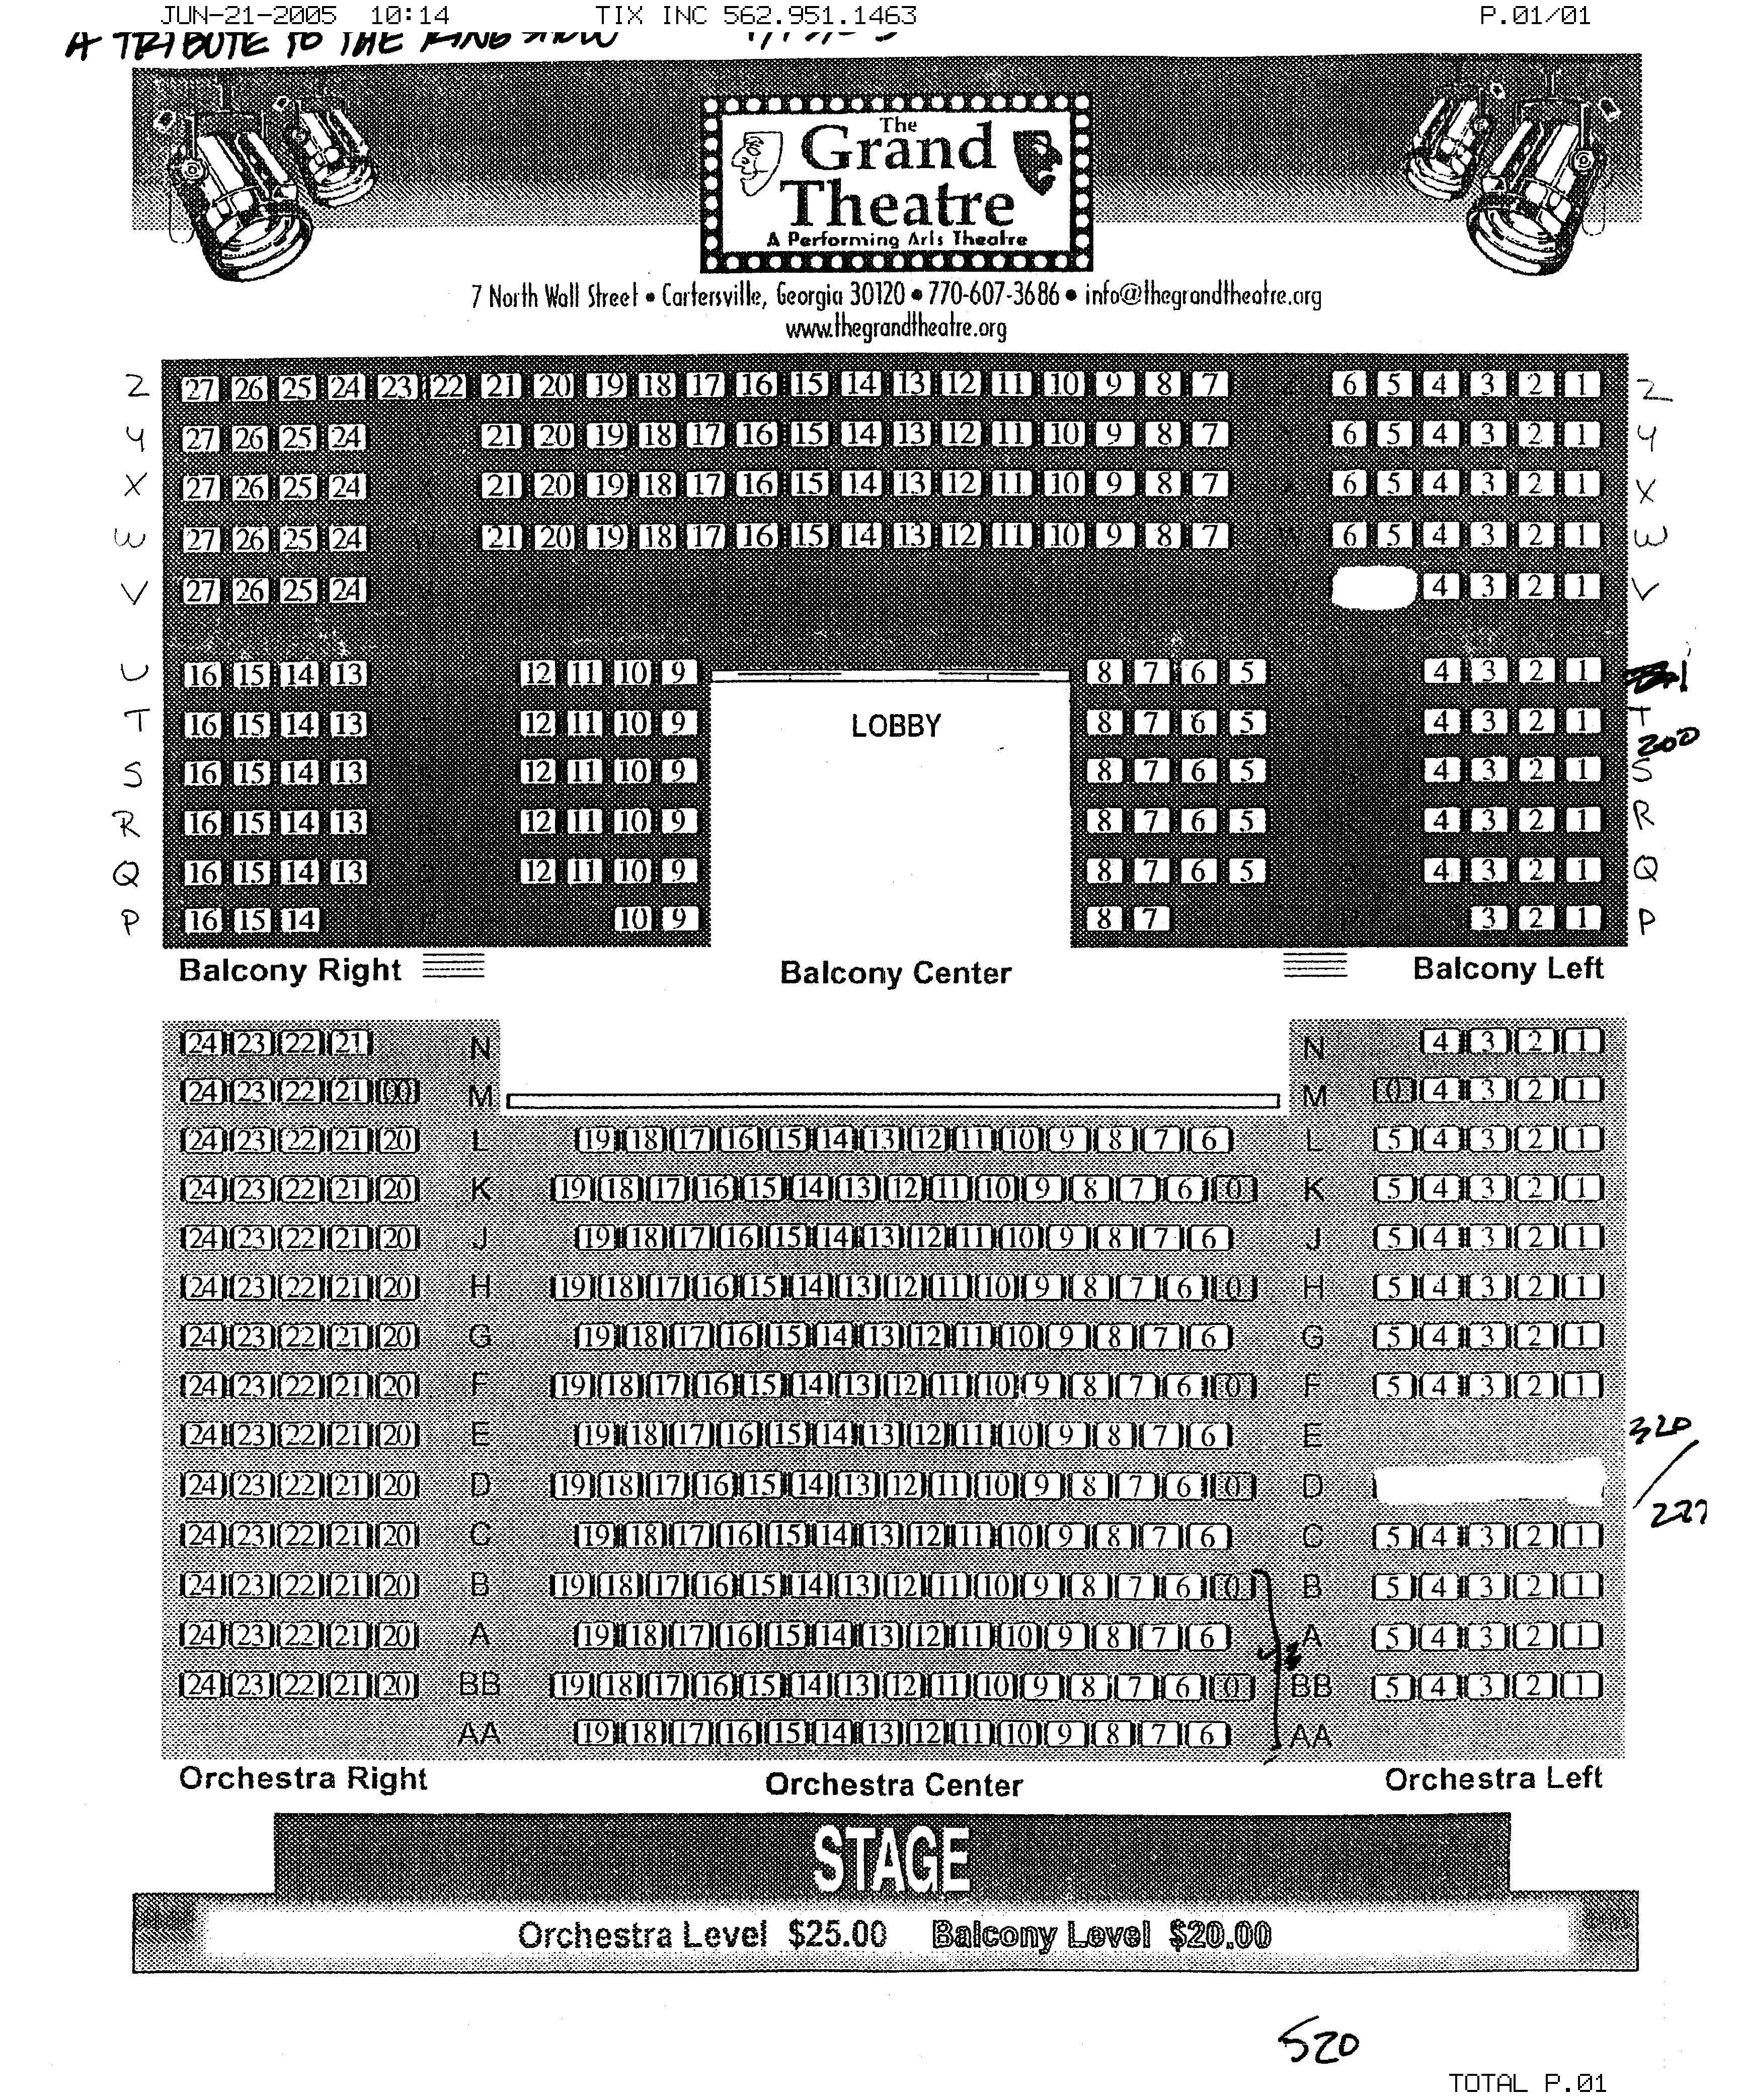 JUN-21-2005 10:14 TIX INC 562.951.1463 P.01/01
A TRIBUTE TO THE KING SHOW
The
Grand
Theatre
A Performing Arts Theatre
7 North Wall Street • Cartersville, Georgia 30120 • 770-607-3686 • info@thegrandtheatre.org
www.thegrandtheatre.org
Z 27 26 25 24 23 22 21 20 19 18 17 16 15 14 13 12 11 10 9 8 7 6 5 4 3 2 1 Z
Y 27 26 25 24 21 20 19 18 17 16 15 14 13 12 11 10 9 8 7 6 5 4 3 2 1 Y
X 27 26 25 24 21 20 19 18 17 16 15 14 13 12 11 10 9 8 7 6 5 4 3 2 1 X
W 27 26 25 24 21 20 19 18 17 16 15 14 13 12 11 10 9 8 7 6 5 4 3 2 1 W
V 27 26 25 24 4 3 2 1 V
U 16 15 14 13 12 11 10 9 8 7 6 5 4 3 2 1
T 16 15 14 13 12 11 10 9 LOBBY 8 7 6 5 4 3 2 1 T
200
S 16 15 14 13 12 11 10 9 8 7 6 5 4 3 2 1 S
R 16 15 14 13 12 11 10 9 8 7 6 5 4 3 2 1 R
Q 16 15 14 13 12 11 10 9 8 7 6 5 4 3 2 1 Q
P 16 15 14 10 9 8 7 3 2 1 P
Balcony Right Balcony Center Balcony Left
24 23 22 21 N N 4 3 2 1
24 23 22 21 00 M M 0 4 3 2 1
24 23 22 21 20 L 19 18 17 16 15 14 13 12 11 10 9 8 7 6 L 5 4 3 2 1
24 23 22 21 20 K 19 18 17 16 15 14 13 12 11 10 9 8 7 6 0 K 5 4 3 2 1
24 23 22 21 20 J 19 18 17 16 15 14 13 12 11 10 9 8 7 6 J 5 4 3 2 1
24 23 22 21 20 H 19 18 17 16 15 14 13 12 11 10 9 8 7 6 0 H 5 4 3 2 1
24 23 22 21 20 G 19 18 17 16 15 14 13 12 11 10 9 8 7 6 G 5 4 3 2 1
24 23 22 21 20 F 19 18 17 16 15 14 13 12 11 10 9 8 7 6 0 F 5 4 3 2 1
24 23 22 21 20 E 19 18 17 16 15 14 13 12 11 10 9 8 7 6 E 320
24 23 22 21 20 D 19 18 17 16 15 14 13 12 11 10 9 8 7 6 0 D
24 23 22 21 20 C 19 18 17 16 15 14 13 12 11 10 9 8 7 6 C 5 4 3 2 1
24 23 22 21 20 B 19 18 17 16 15 14 13 12 11 10 9 8 7 6 0 B 5 4 3 2 1
24 23 22 21 20 A 19 18 17 16 15 14 13 12 11 10 9 8 7 6 A 5 4 3 2 1
24 23 22 21 20 BB 19 18 17 16 15 14 13 12 11 10 9 8 7 6 0 BB 5 4 3 2 1
AA 19 18 17 16 15 14 13 12 11 10 9 8 7 6 AA
Orchestra Right Orchestra Center Orchestra Left
STAGE
Orchestra Level $25.00 Balcony Level $20.00
520
TOTAL P.01